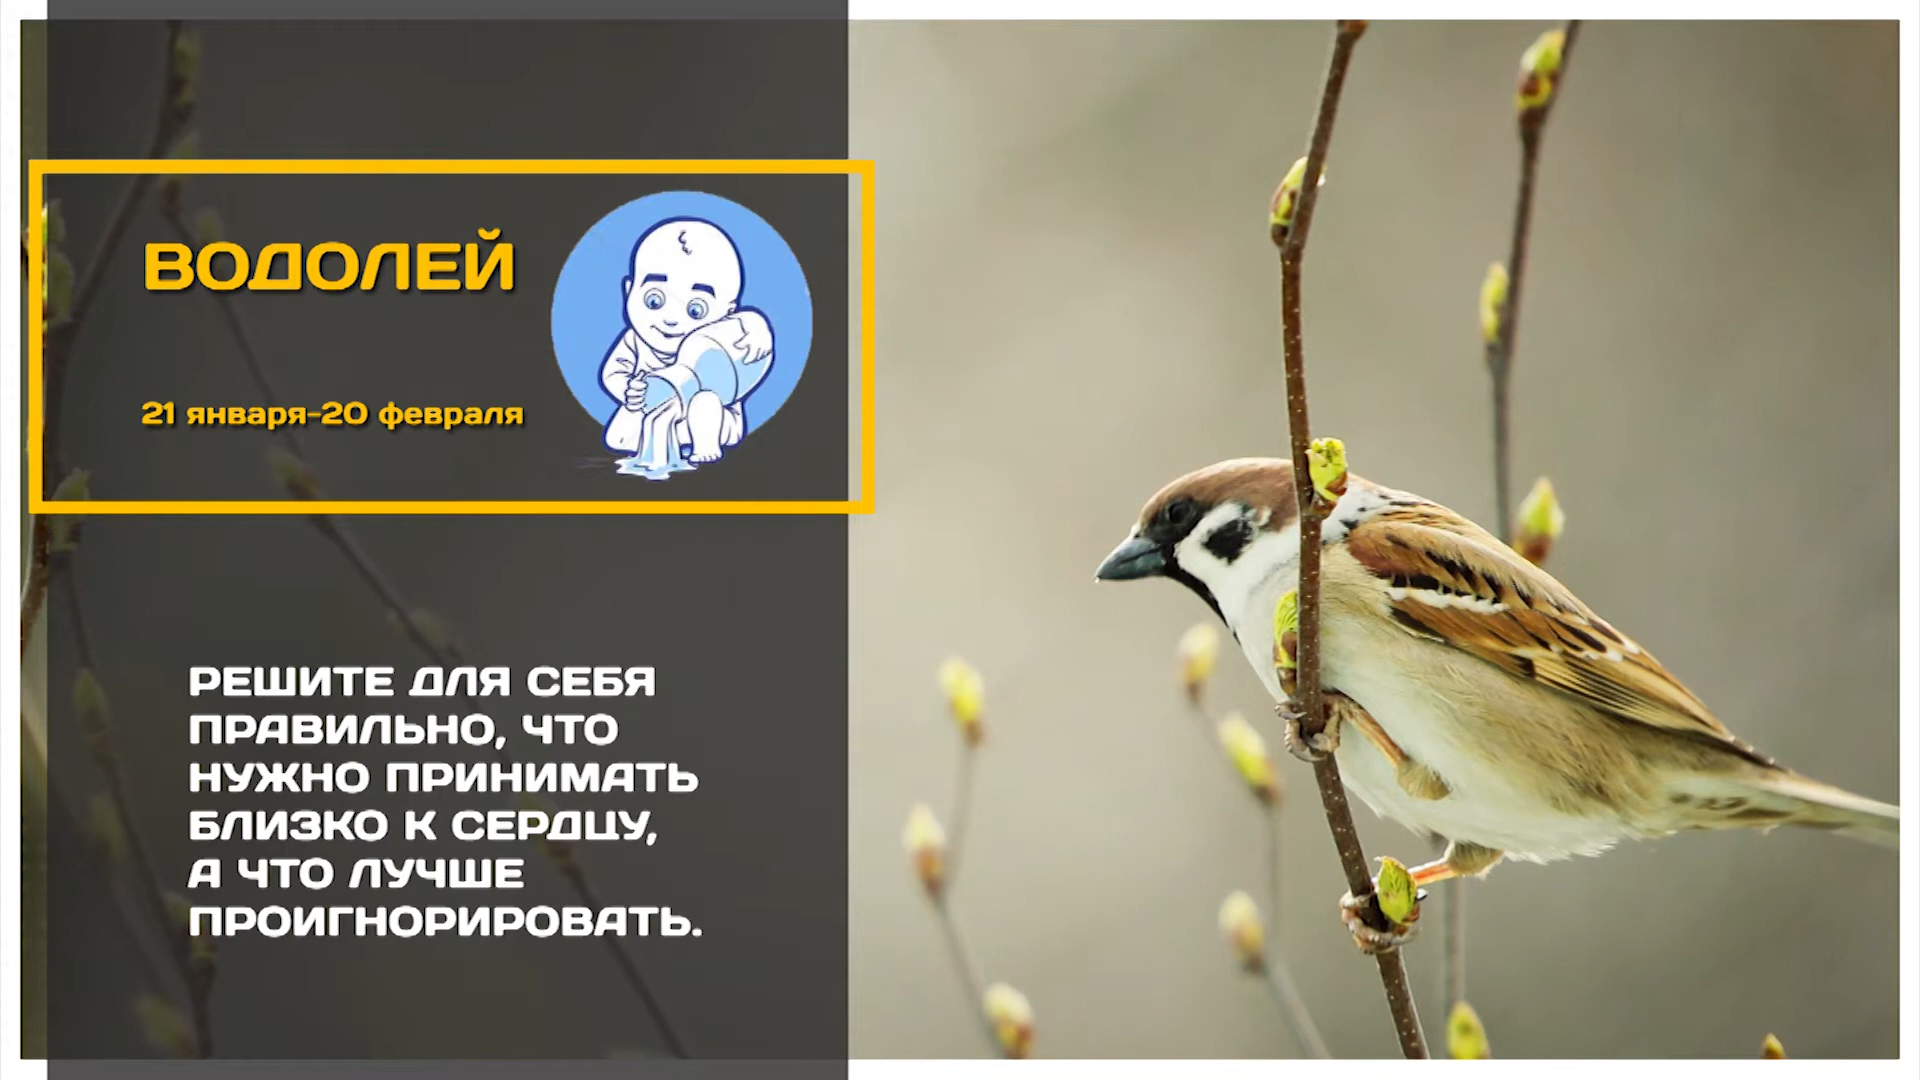 ВОДОЛЕЙ
21 января-20 февраля
РЕШИТЕ ДЛЯ СЕБЯ
ПРАВИЛЬНО, ЧТО
НУЖНО ПРИНИМАТЬ
БЛИЗКО К СЕРДЦУ,
А ЧТО ЛУЧШЕ
ПРОИГНОРИРОВАТЬ.